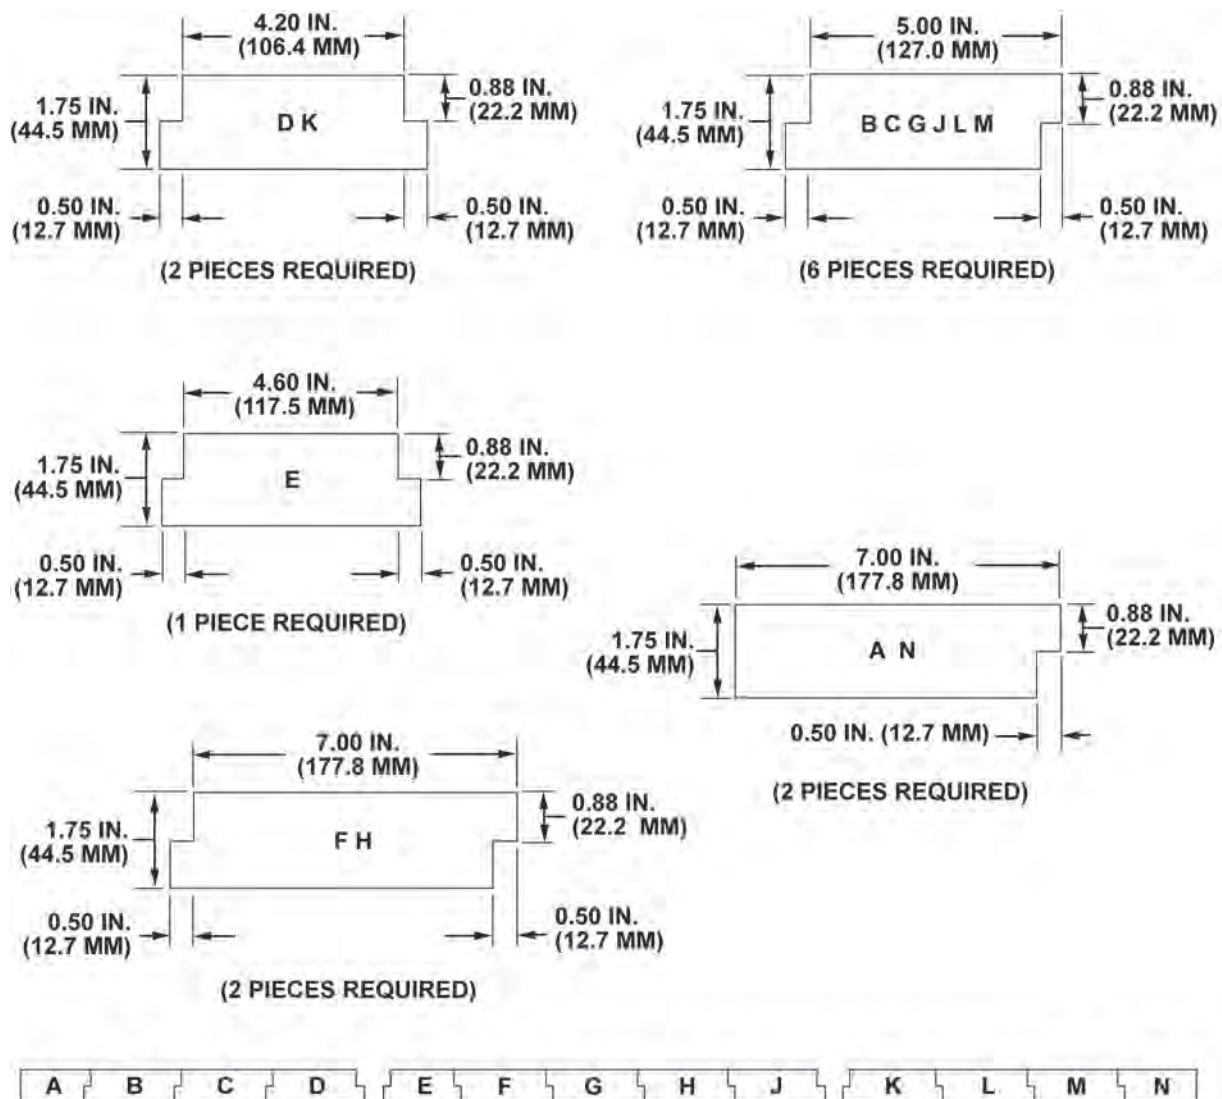 4.20 IN.
(106.4 MM)
1.75 IN.
(44.5 MM)
D K
0.88 IN.
(22.2 MM)
0.50 IN.
(12.7 MM)
0.50 IN.
(12.7 MM)
(2 PIECES REQUIRED)
5.00 IN.
(127.0 MM)
1.75 IN.
(44.5 MM)
B C G J L M
0.88 IN.
(22.2 MM)
0.50 IN.
(12.7 MM)
0.50 IN.
(12.7 MM)
(6 PIECES REQUIRED)
4.60 IN.
(117.5 MM)
1.75 IN.
(44.5 MM)
E
0.88 IN.
(22.2 MM)
0.50 IN.
(12.7 MM)
0.50 IN.
(12.7 MM)
(1 PIECE REQUIRED)
7.00 IN.
(177.8 MM)
1.75 IN.
(44.5 MM)
A N
0.88 IN.
(22.2 MM)
0.50 IN. (12.7 MM)
(2 PIECES REQUIRED)
7.00 IN.
(177.8 MM)
1.75 IN.
(44.5 MM)
F H
0.88 IN.
(22.2 MM)
0.50 IN.
(12.7 MM)
0.50 IN.
(12.7 MM)
(2 PIECES REQUIRED)
A B C D E F G H J K L M N